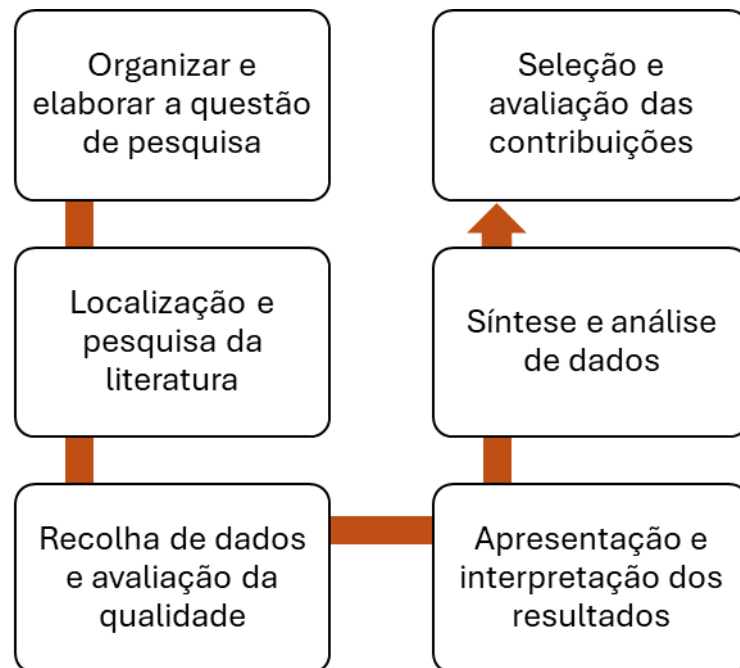 Organizar e
elaborar a questão
de pesquisa
Localização e
pesquisa da
literatura
Recolha de dados
e avaliação da
qualidade
Apresentação e
interpretação dos
resultados
Síntese e análise
de dados
Seleção e
avaliação das
contribuições